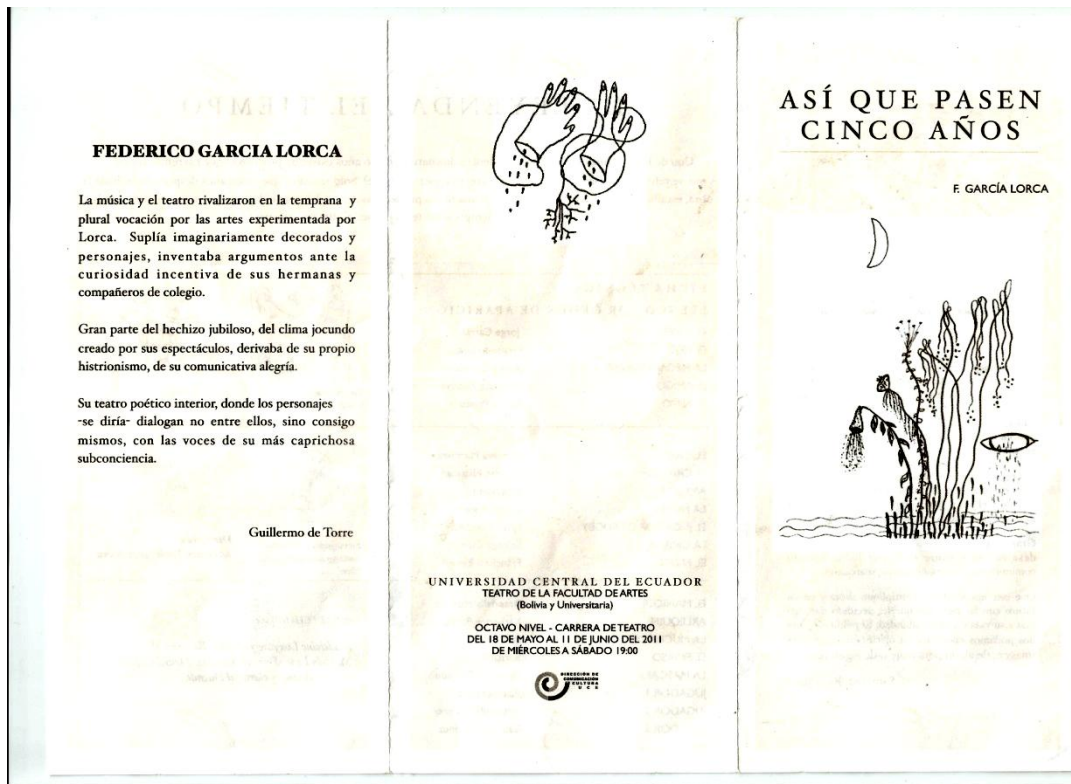 FEDERICO GARCIA LORCA
La música y el teatro rivalizaron en la temprana y
plural vocación por las artes experimentada por
Lorca. Suplía imaginariamente decorados y
personajes, inventaba argumentos ante la
curiosidad incentiva de sus hermanas y
compañeros de colegio.
Gran parte del hechizo jubiloso, del clima jocundo
creado por sus espectáculos, derivaba de su propio
histrionismo, de su comunicativa alegría.
Su teatro poético interior, donde los personajes
-se diría- dialogan no entre ellos, sino consigo
mismos, con las voces de su más caprichosa
subconciencia.
Guillermo de Torre
UNIVERSIDAD CENTRAL DEL ECUADOR
TEATRO DE LA FACULTAD DE ARTES
(Bolivia y Universitaria)
OCTAVO NIVEL - CARRERA DE TEATRO
DEL 18 DE MAYO AL 11 DE JUNIO DEL 2011
DE MIÉRCOLES A SÁBADO 19:00
DIRECCIÓN DE
COMUNICACIÓN
Y CULTURA
U C E
ASÍ QUE PASEN
CINCO AÑOS
F. GARCÍA LORCA